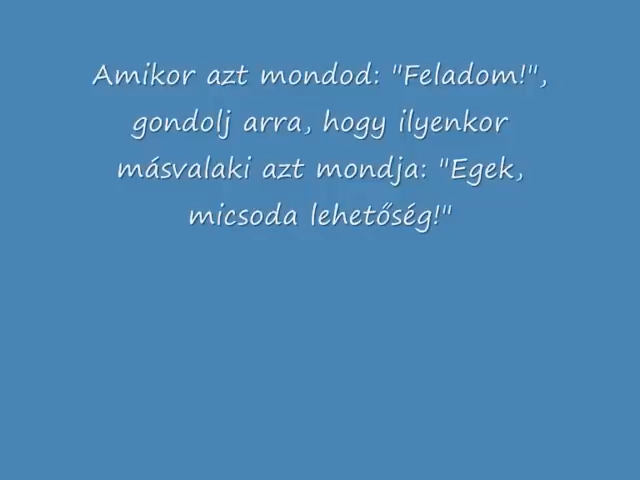 Amikor azt mondod: "Feladom!",
gondolj arra, hogy ilyenkor
másvalaki azt mondja: "Egek,
micsoda lehetőség!"